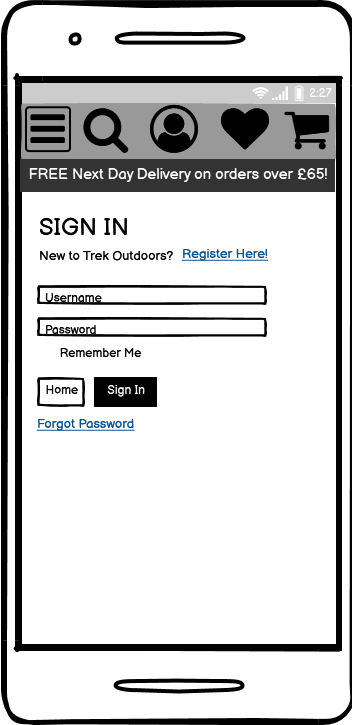 2:27
FREE Next Day Delivery on orders over £65!
SIGN IN
New to Trek Outdoors? Register Here!
Username
Password
Remember Me
Home Sign In
Forgot Password